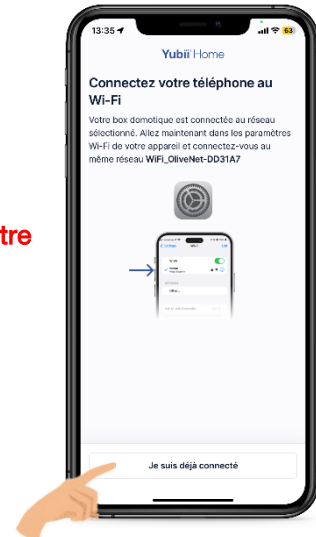 13:35
63
Yubii Home
Connectez votre téléphone au
Wi-Fi
Votre box domotique est connectée au réseau
sélectionné. Allez maintenant dans les paramètres
Wi-Fi de votre appareil et connectez-vous au
même réseau WiFi_OliveNet-DD31A7
tre
Je suis déjà connecté